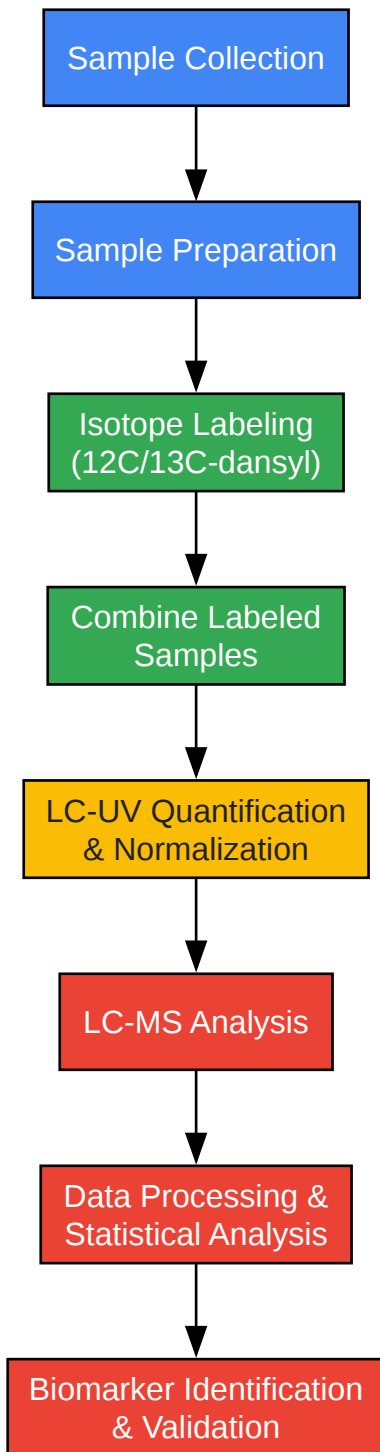 Sample Collection
Sample Preparation
Isotope Labeling
(12C/13C-dansyl)
Combine Labeled
Samples
LC-UV Quantification
& Normalization
LC-MS Analysis
Data Processing &
Statistical Analysis
Biomarker Identification
& Validation